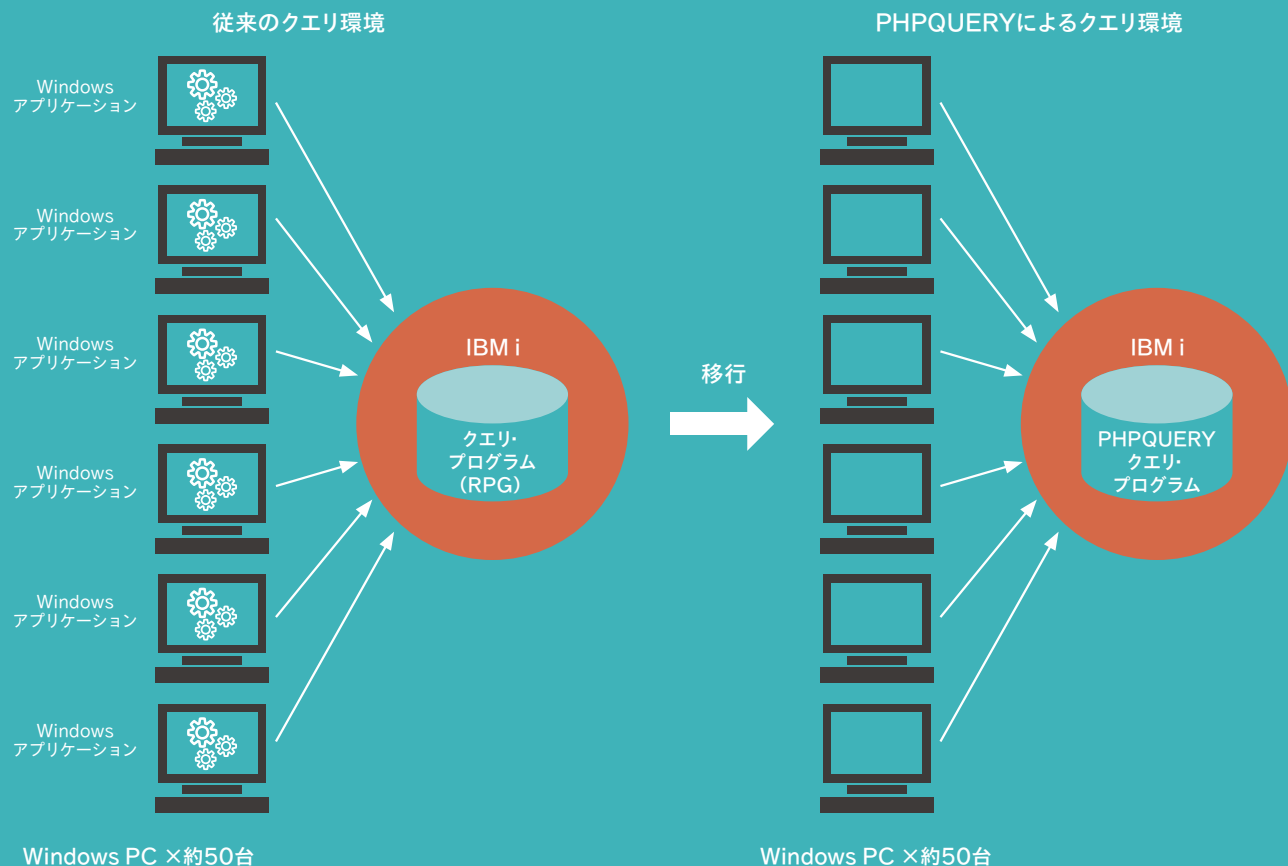 従来のクエリ環境
Windows
アプリケーション
Windows
アプリケーション
Windows
アプリケーション
Windows
アプリケーション
Windows
アプリケーション
Windows
アプリケーション
IBM i
クエリ・
プログラム
(RPG)
Windows PC ×約50台
移行
PHPQUERYによるクエリ環境
IBM i
PHPQUERY
クエリ・
プログラム
Windows PC ×約50台